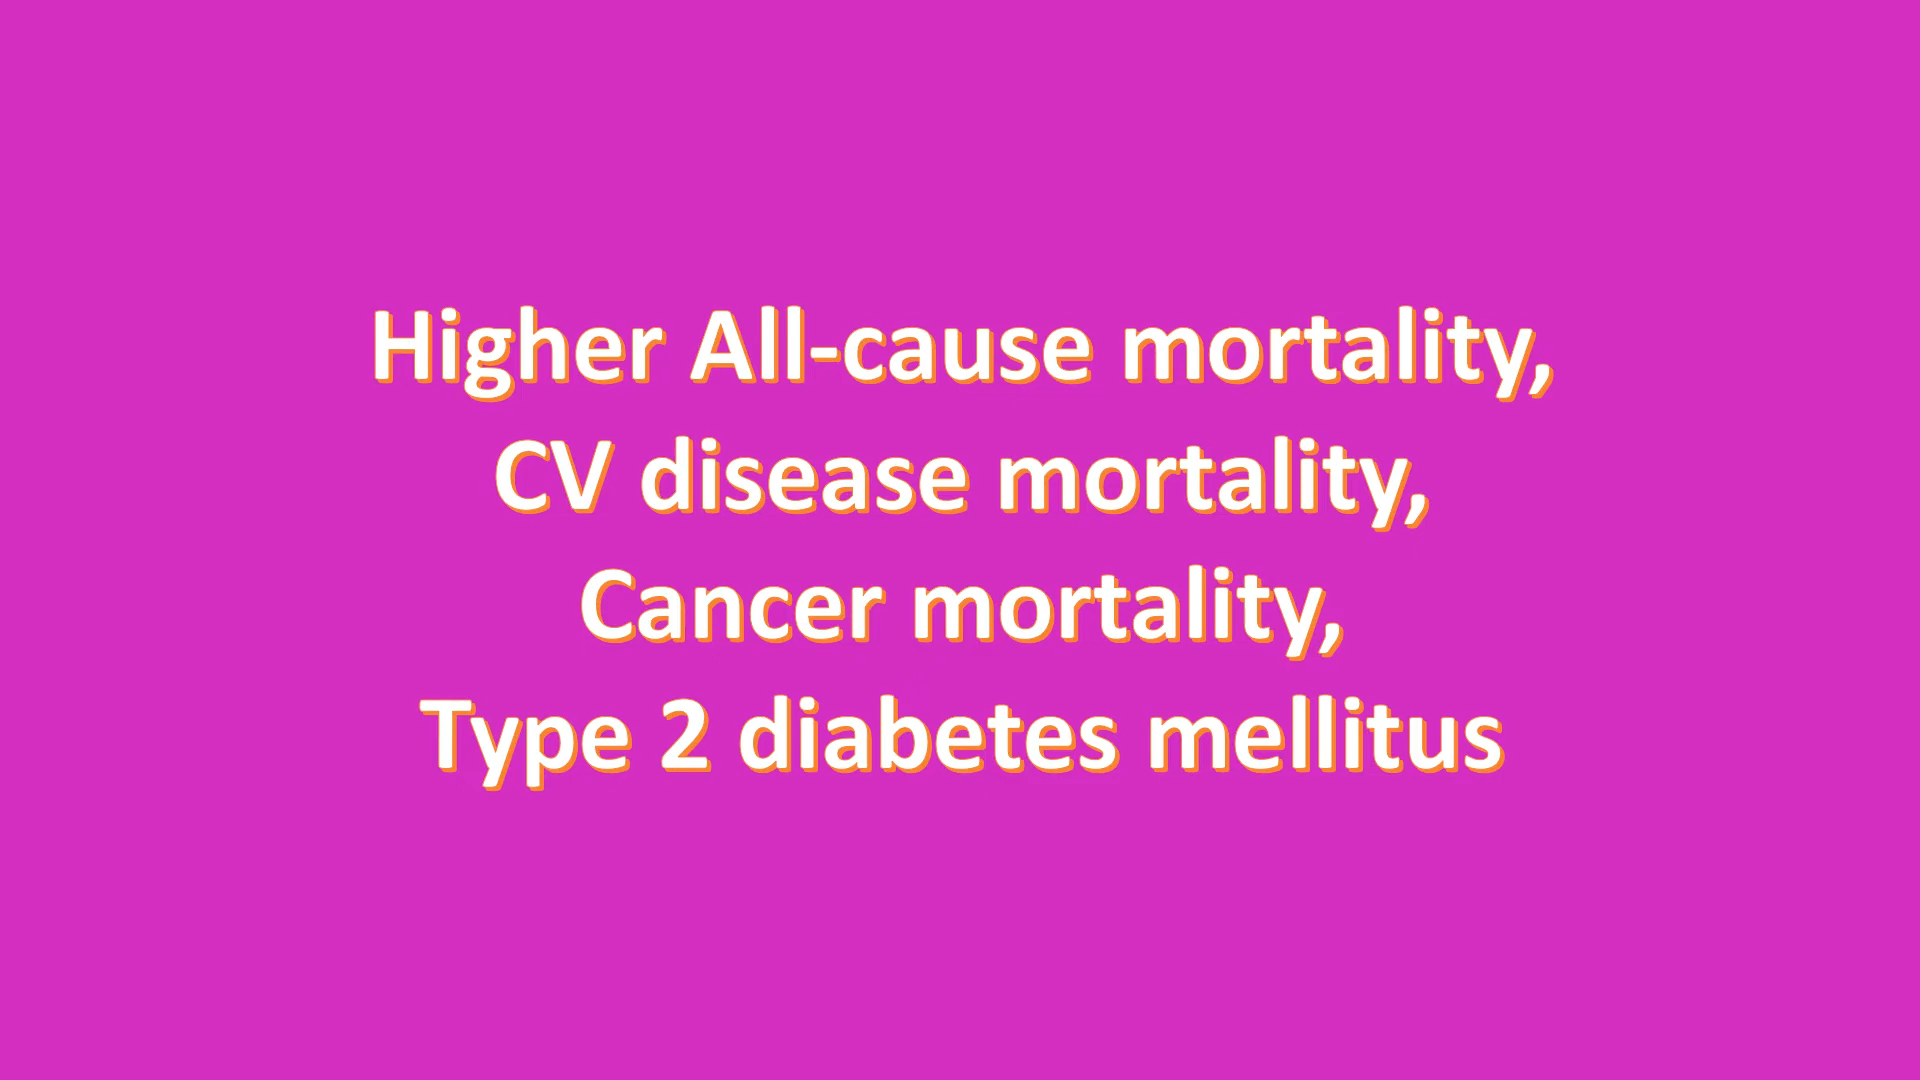 Higher All-cause mortality,
CV disease mortality,
Cancer mortality,
Type 2 diabetes mellitus